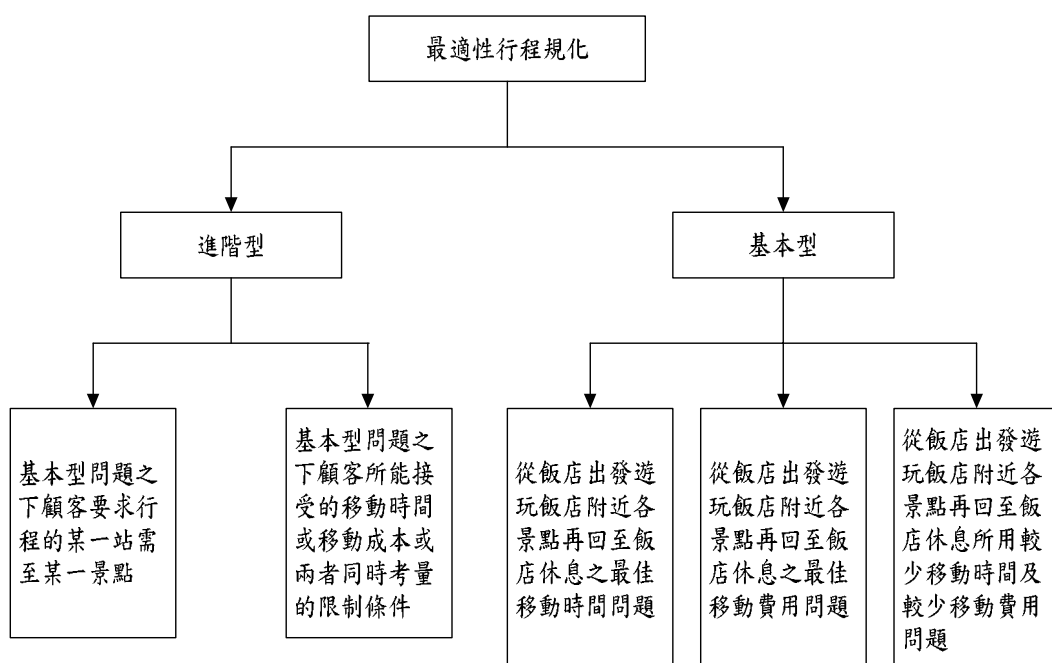 最適性行程規化
進階型
基本型
基本型問題之
下顧客要求行
程的某一站需
至某一景點
基本型問題之
下顧客所能接
受的移動時間
或移動成本或
兩者同時考量
的限制條件
從飯店出發遊
玩飯店附近各
景點再回至飯
店休息之最佳
移動時間問題
從飯店出發遊
玩飯店附近各
景點再回至飯
店休息之最佳
移動費用問題
從飯店出發遊
玩飯店附近各
景點再回至飯
店休息所用較
少移動時間及
較少移動費用
問題